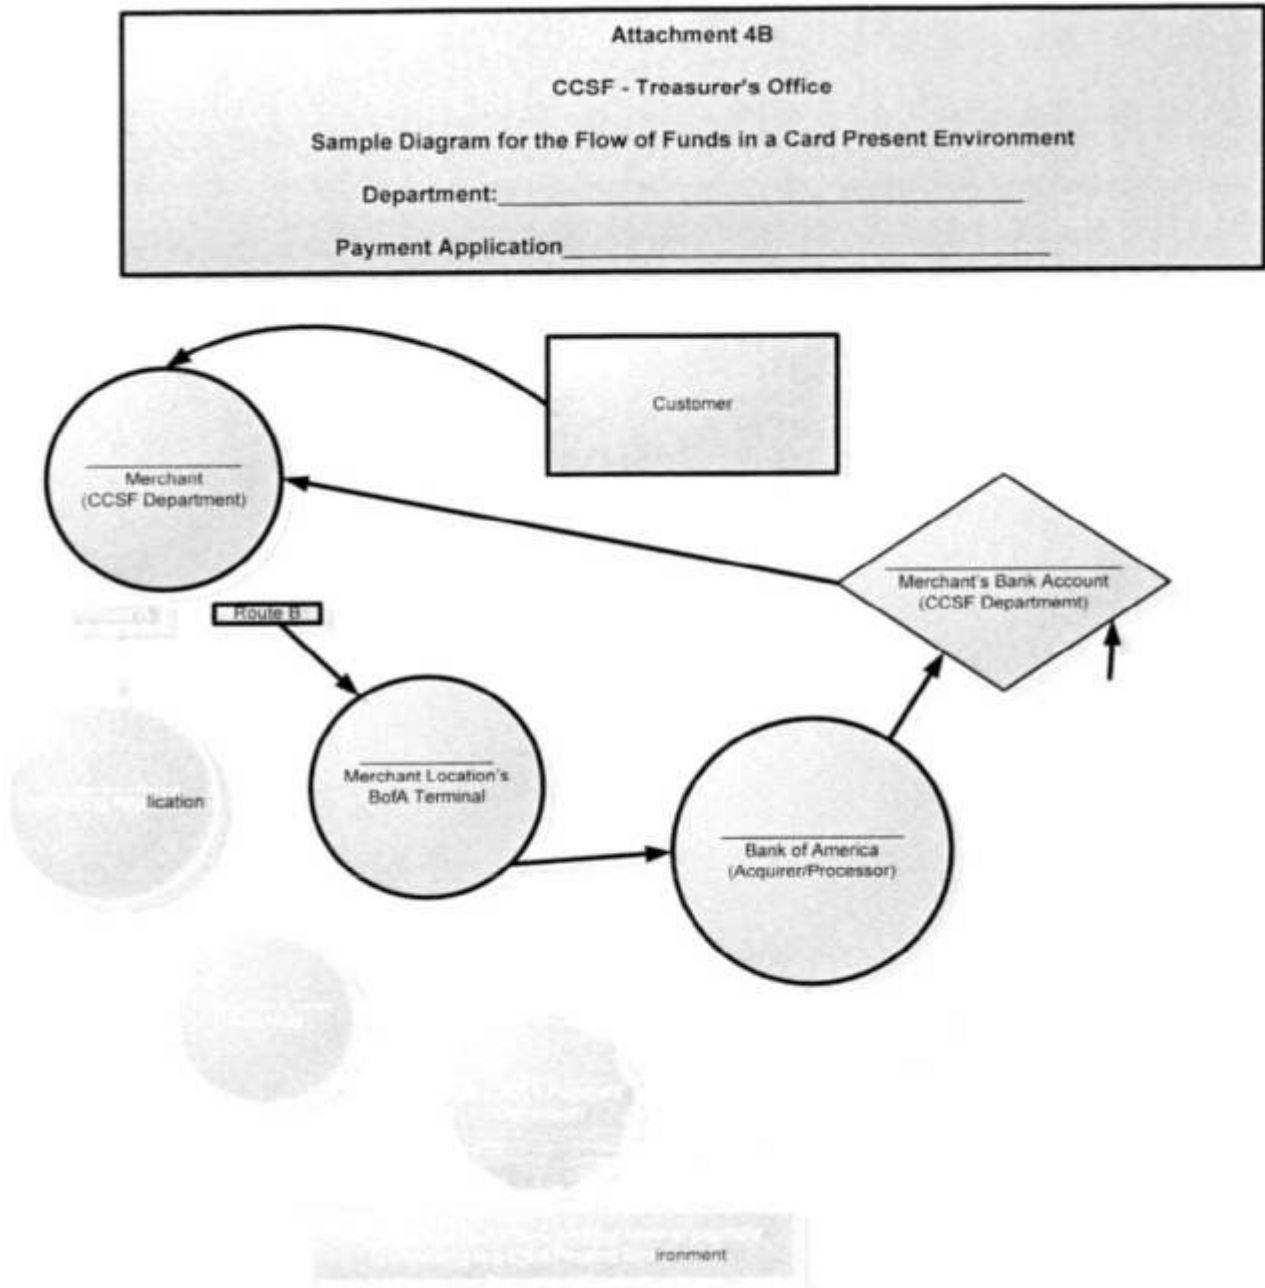 Attachment 4B
CCSF - Treasurer's Office
Sample Diagram for the Flow of Funds in a Card Present Environment
Department:
Payment Application
Customer
Merchant
(CCSF Department)
Merchant's Bank Account
(CCSF Departmemt)
Route B
Merchant Location's
BofA Terminal
lication
Bank of America
(Acquirer/Processor)
ironment